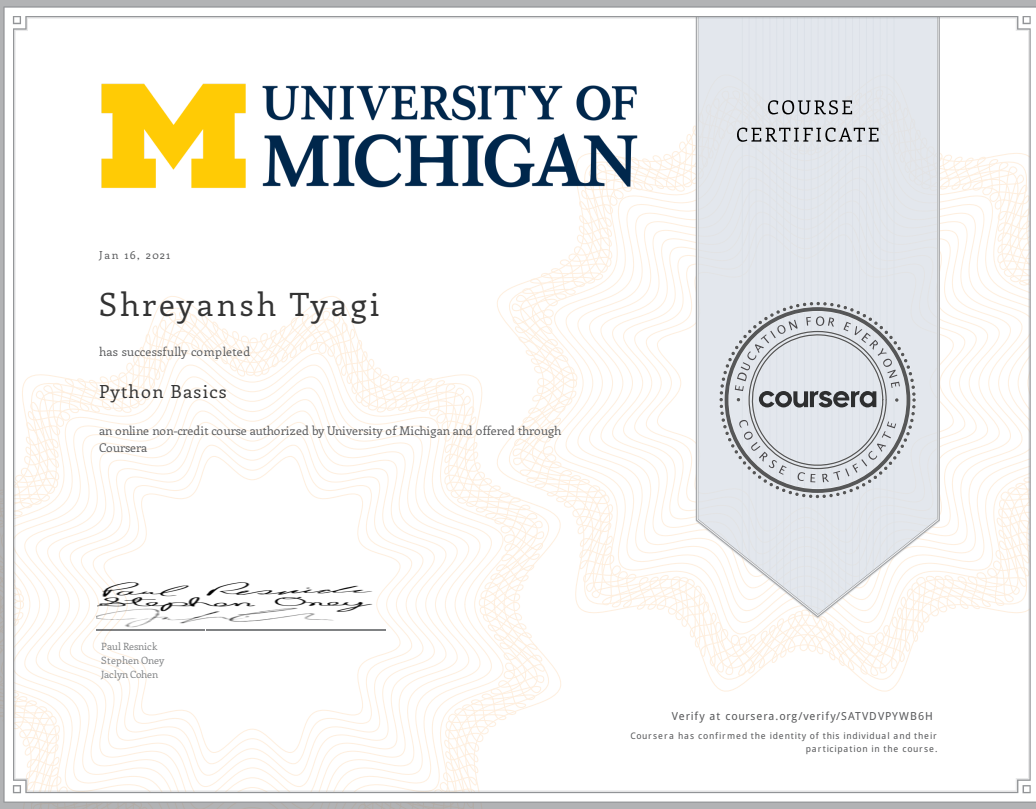 UNIVERSITY OF
MICHIGAN
COURSE
CERTIFICATE
Jan 16, 2021
Shreyansh Tyagi
has successfully completed
Python Basics
an online non-credit course authorized by University of Michigan and offered through
Coursera
EDUCATION FOR EVERYONE
coursera
COURSE CERTIFICATE
Paul Resnick
Stephen Oney
Paul Resnick
Stephen Oney
Jaclyn Cohen
Verify at coursera.org/verify/SATVDVPYWB6H
Coursera has confirmed the identity of this individual and their
participation in the course.